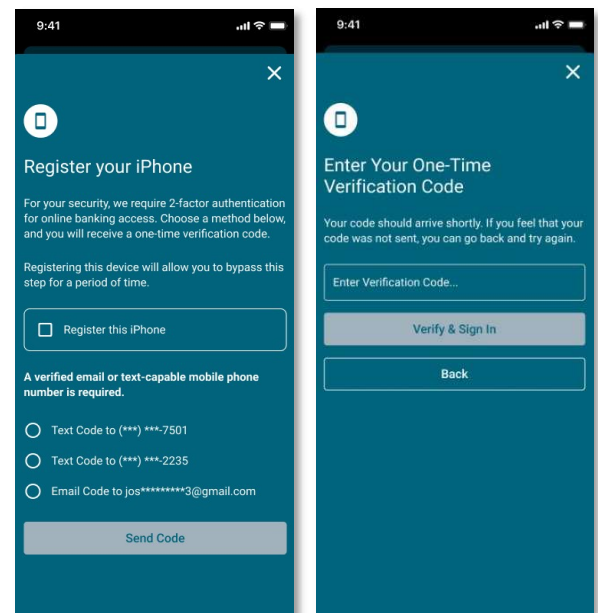 9:41
Register your iPhone
For your security, we require 2-factor authentication
for online banking access. Choose a method below,
and you will receive a one-time verification code.
Registering this device will allow you to bypass this
step for a period of time.
Register this iPhone
A verified email or text-capable mobile phone
number is required.
Text Code to (***) ***-7501
Text Code to (***) ***-2235
Email Code to jos*********3@gmail.com
Send Code
9:41
Enter Your One-Time
Verification Code
Your code should arrive shortly. If you feel that your
code was not sent, you can go back and try again.
Enter Verification Code...
Verify & Sign In
Back